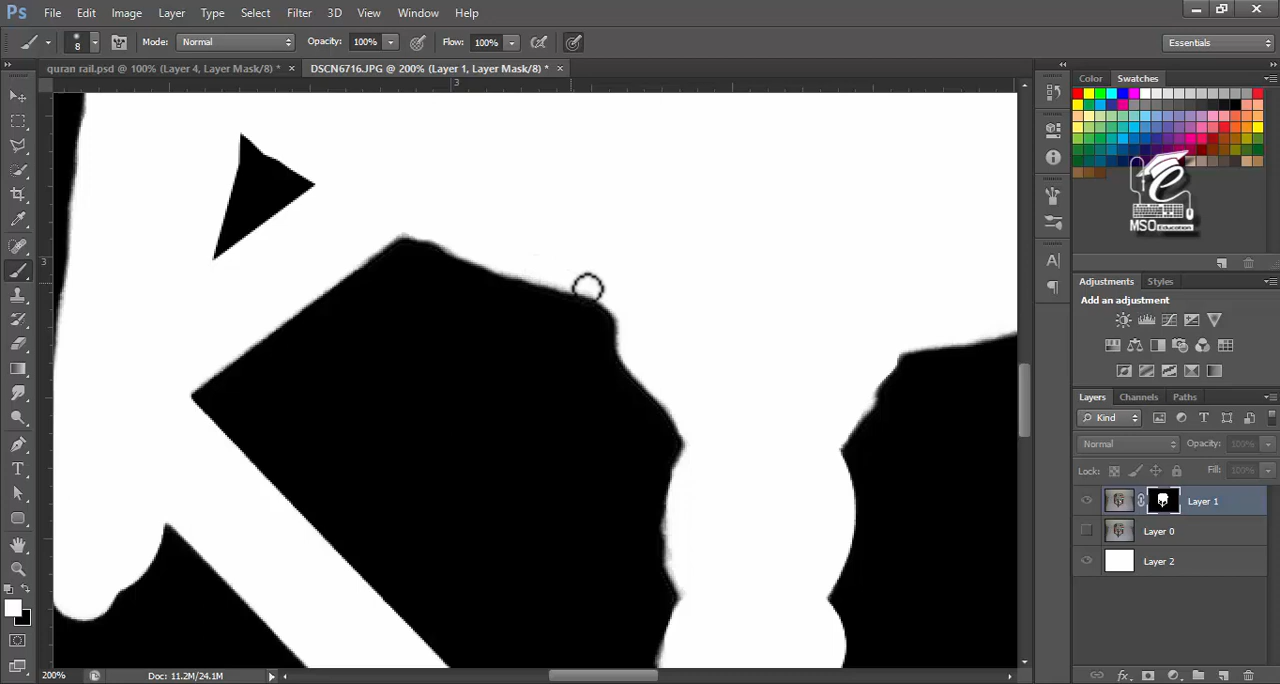 Ps File Edit Image Layer Type Select Filter 3D View Window Help
8 Mode: Normal Opacity: 100% Flow: 100% Essentials
quran rail.psd @ 100% (Layer 4, Layer Mask/8) * × DSCN6716.JPG @ 200% (Layer 1, Layer Mask/8) * ×
3
3
Color Swatches
MSO
Education
Adjustments Styles
Add an adjustment
Layers Channels Paths
Kind
Normal Opacity: 100%
Lock: Fill: 100%
Layer 1
Layer 0
Layer 2
200% Doc: 11.2M/24.1M